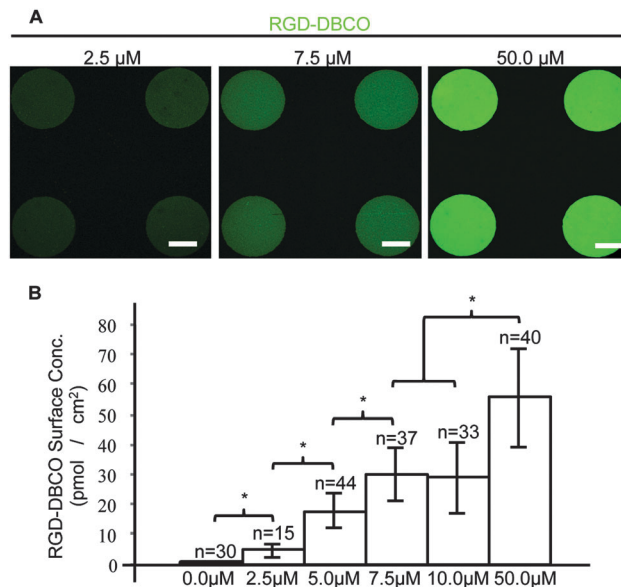 A
RGD-DBCO
2.5 µM 7.5 µM 50.0 µM
B
RGD-DBCO Surface Conc.
(pmol / cm²)
80
70
60
50
40
30
20
10
0
n=30
n=15
n=44
n=37
n=33
n=40
*
*
*
*
0.0µM 2.5µM 5.0µM 7.5µM 10.0µM 50.0µM